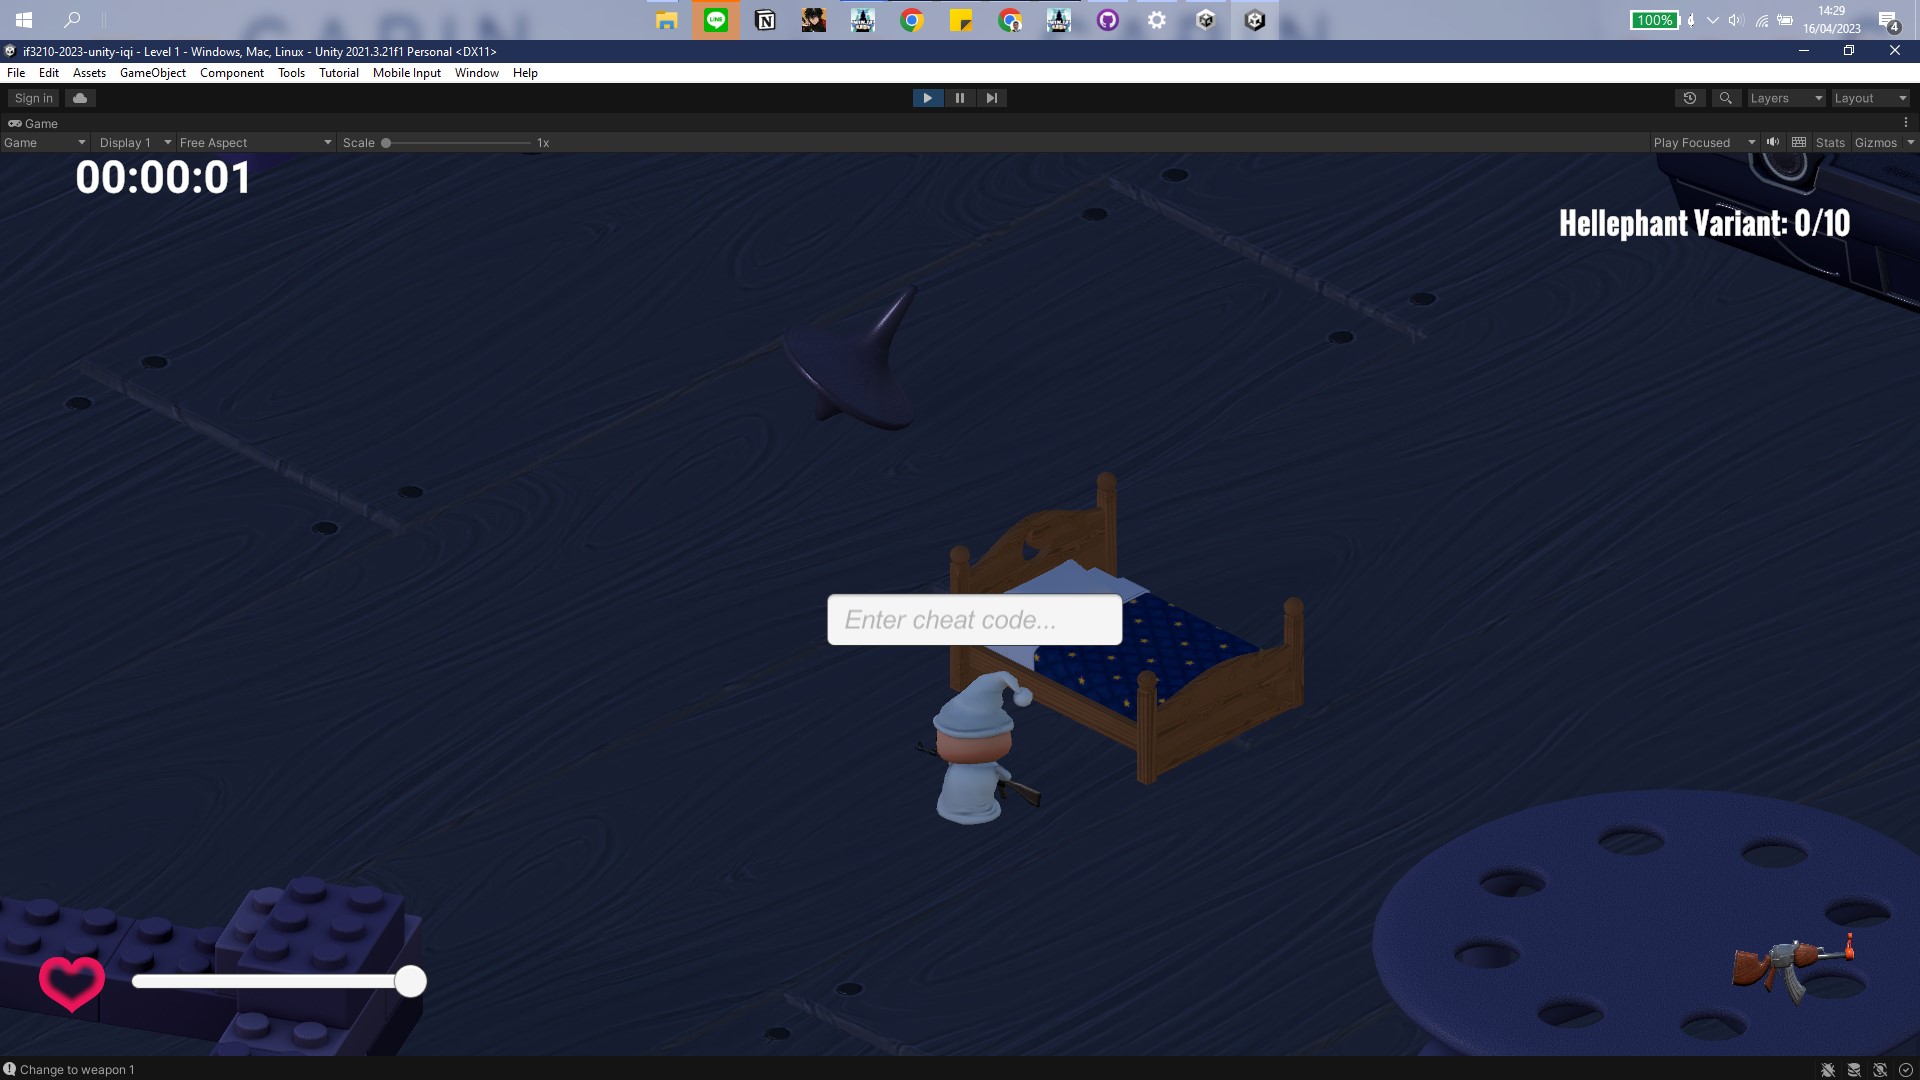 14:29
100%
16/04/2023
4
if3210-2023-unity-iqi - Level 1 - Windows, Mac, Linux - Unity 2021.3.21f1 Personal <DX11>
File Edit Assets GameObject Component Tools Tutorial Mobile Input Window Help
Sign in
Layers
Layout
Game
Game Display 1 Free Aspect Scale 1x Play Focused Stats Gizmos
00:00:01
Hellephant Variant: 0/10
Enter cheat code...
Change to weapon 1